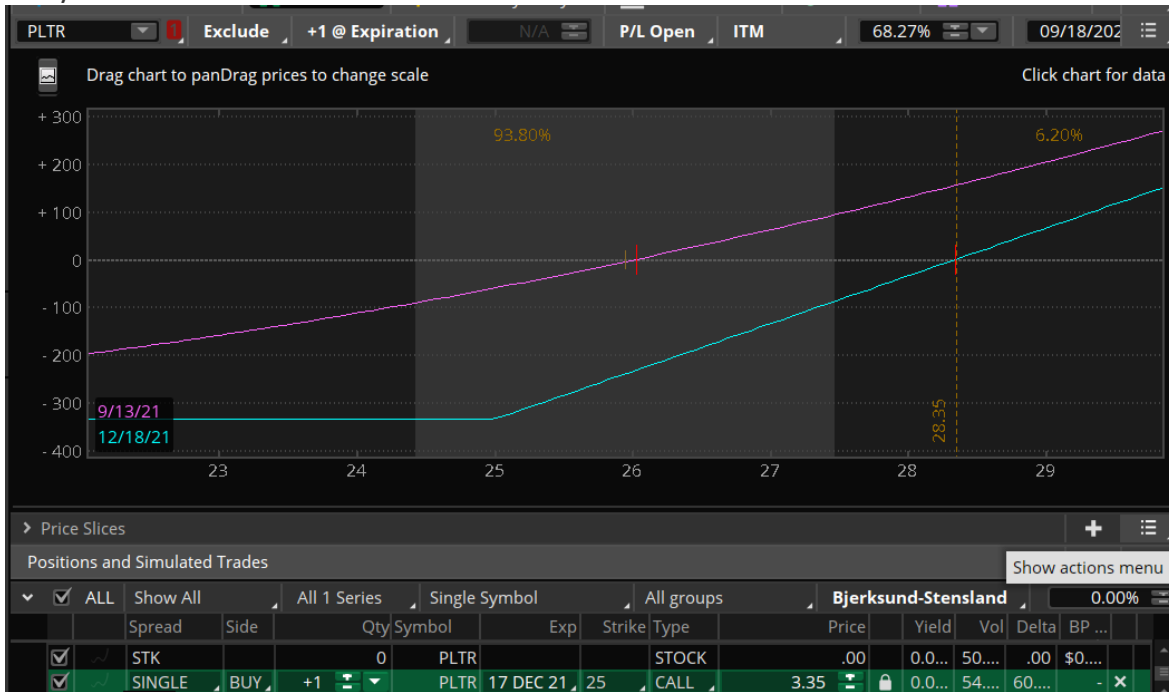 PLTR 1 Exclude +1 @ Expiration N/A P/L Open ITM 68.27% 09/18/202
Drag chart to panDrag prices to change scale Click chart for data
+ 300
93.80% 6.20%
+ 200
+ 100
0
- 100
- 200
- 300
9/13/21
28.35
12/18/21
- 400
23 24 25 26 27 28 29
Price Slices
Positions and Simulated Trades
Show actions menu
ALL Show All All 1 Series Single Symbol All groups Bjerksund-Stensland 0.00%
Spread Side Qty Symbol Exp Strike Type Price Yield Vol Delta BP ...
STK 0 PLTR STOCK .00 0.0... 50.... .00 $0....
SINGLE BUY +1 PLTR 17 DEC 21 25 CALL 3.35 0.0... 54.... 60.... -